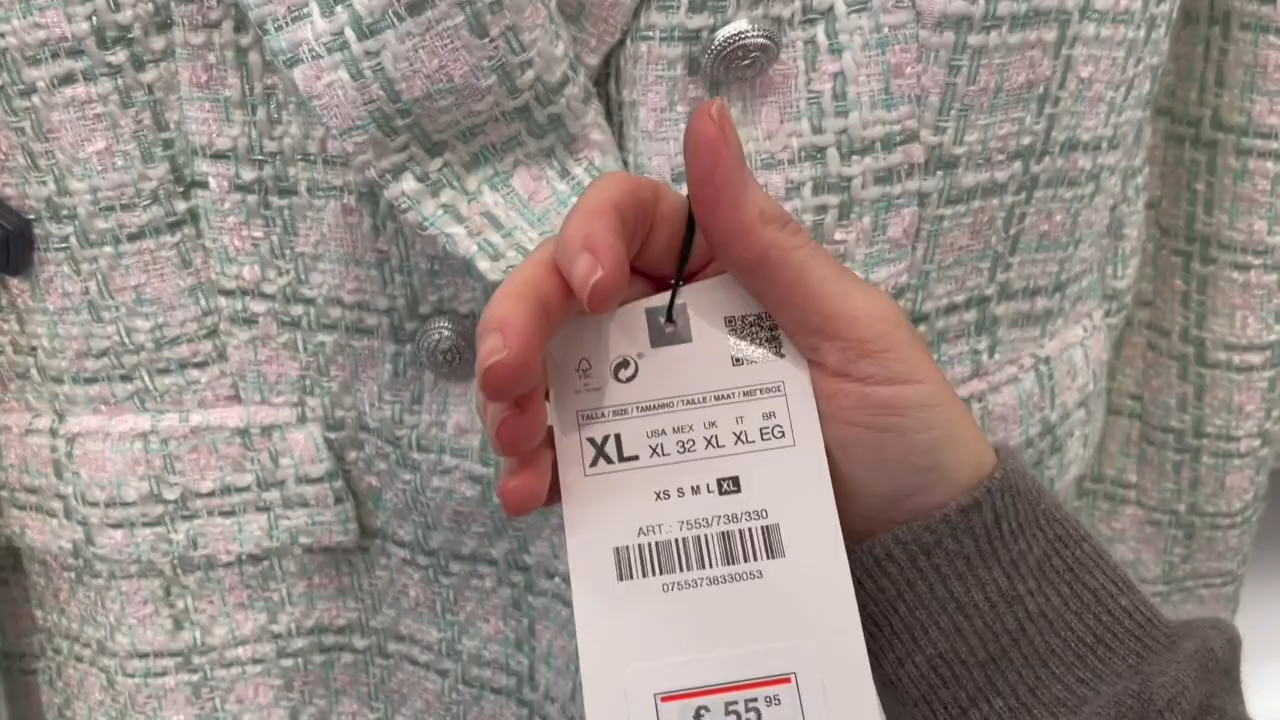 FSC
TALLA / SIZE / TAMANHO / TAILLE / MAAT / ΜΕΓΕΘΟΣ
XL
USA MEX UK IT BR
XL 32 XL XL EG
XS S M L XL
ART.: 7553/738/330
07553738330053
€ 55 95